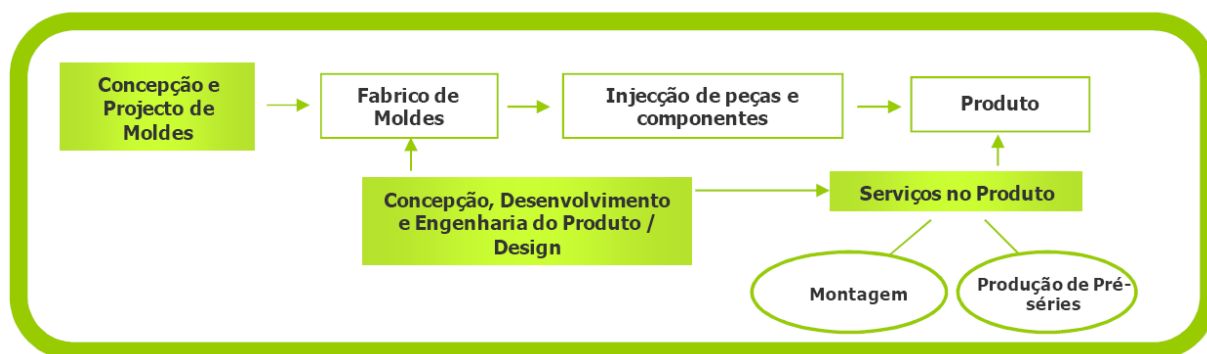 Concepção e
Projecto de
Moldes
Fabrico de
Moldes
Injecção de peças e
componentes
Produto
Concepção, Desenvolvimento
e Engenharia do Produto /
Design
Serviços no Produto
Montagem
Produção de Pré-
séries